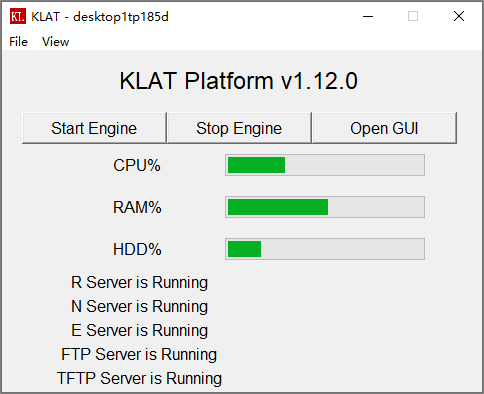 KL KLAT - desktop1tp185d
File View
KLAT Platform v1.12.0
Start Engine Stop Engine Open GUI
CPU%
RAM%
HDD%
R Server is Running
N Server is Running
E Server is Running
FTP Server is Running
TFTP Server is Running